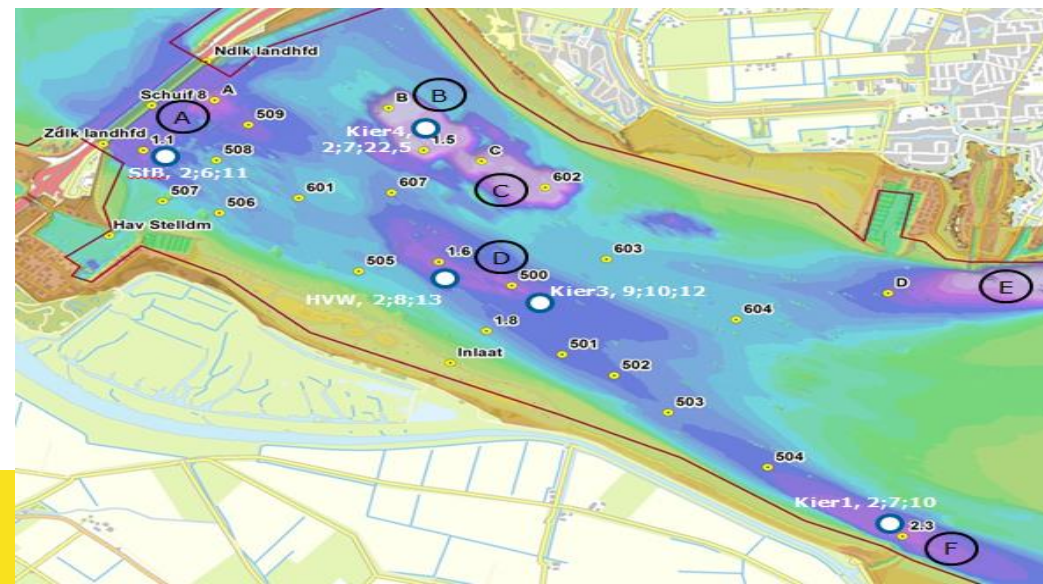 Ndlk landhfd
Schuif 8
A
A
B
B
509
Kier4,
2;7;22,5
Zdlk landhfd
1.1
1.5
StB, 2;6;11
508
C
C
602
507
506
601
607
Hav Stelldm
1.6
D
603
505
500
D
E
HVW, 2;8;13
Kier3, 9;10;12
1.8
604
Inlaat
501
502
503
504
Kier1, 2;7;10
2.3
F